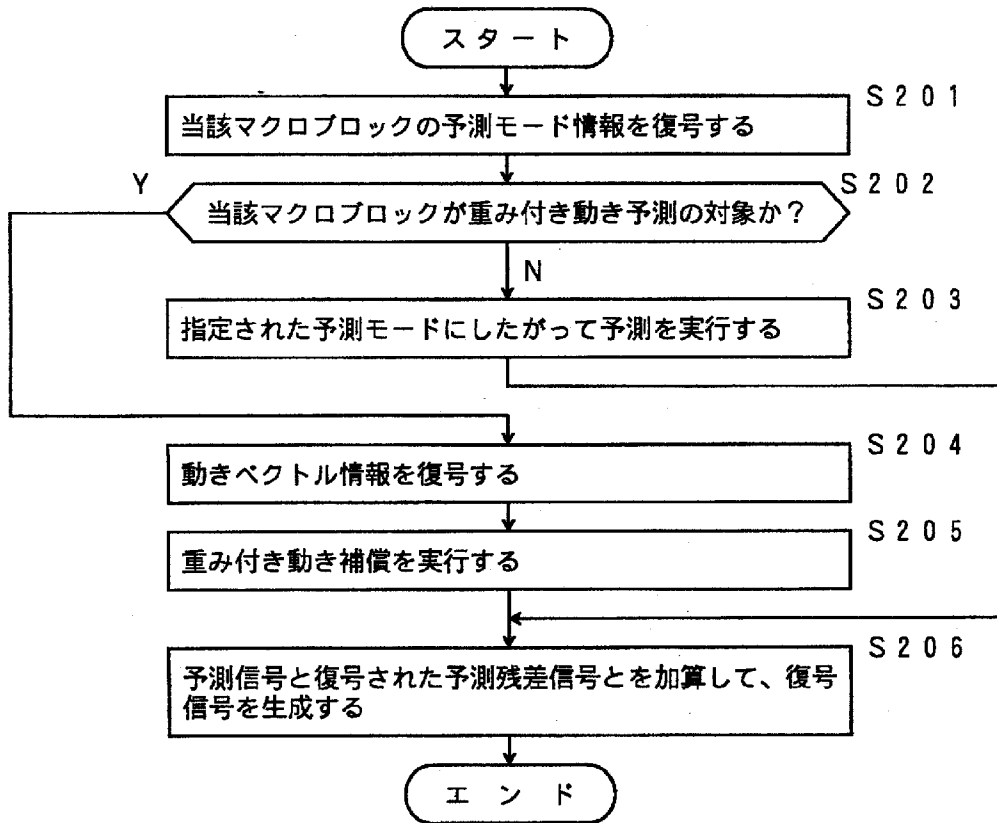 スタート
S201
当該マクロブロックの予測モード情報を復号する
Y
S202
当該マクロブロックが重み付き動き予測の対象か？
N
S203
指定された予測モードにしたがって予測を実行する
S204
動きベクトル情報を復号する
S205
重み付き動き補償を実行する
S206
予測信号と復号された予測残差信号とを加算して、復号
信号を生成する
エンド